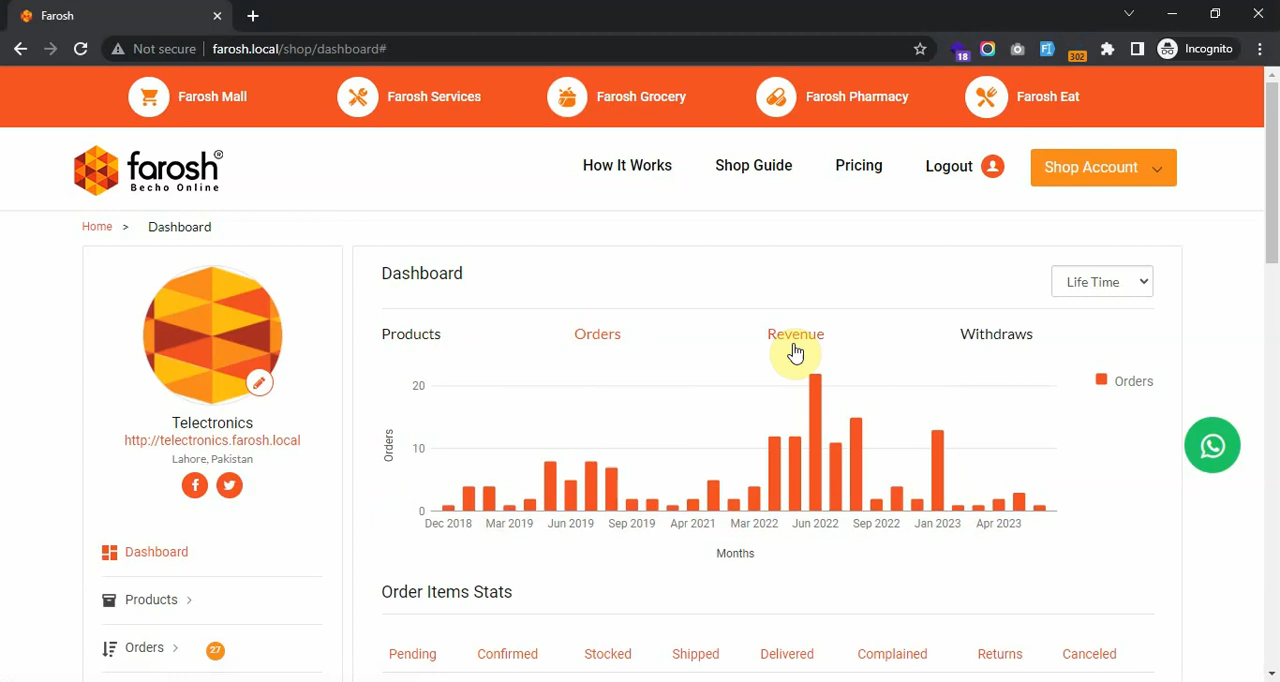 Farosh
Not secure
farosh.local/shop/dashboard#
18
302
Incognito
Farosh Mall
Farosh Services
Farosh Grocery
Farosh Pharmacy
Farosh Eat
farosh®
Becho Online
How It Works
Shop Guide
Pricing
Logout
Shop Account
Home > Dashboard
Telectronics
http://telectronics.farosh.local
Lahore, Pakistan
Dashboard
Products
Orders
27
Dashboard
Life Time
Products
Orders
Revenue
Withdraws
20
10
0
Orders
Orders
Dec 2018
Mar 2019
Jun 2019
Sep 2019
Apr 2021
Mar 2022
Jun 2022
Sep 2022
Jan 2023
Apr 2023
Months
Order Items Stats
Pending
Confirmed
Stocked
Shipped
Delivered
Complained
Returns
Canceled